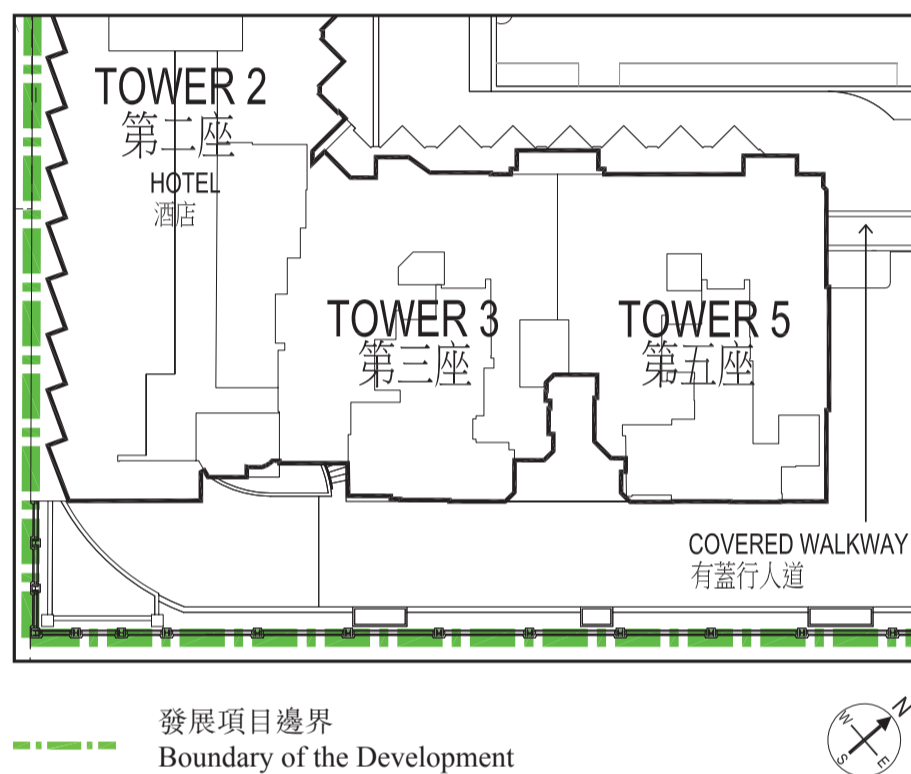 TOWER 2
第二座
HOTEL
酒店
TOWER 3
第三座
TOWER 5
第五座
COVERED WALKWAY
有蓋行人道
發展項目邊界
Boundary of the Development
N
W
S
E